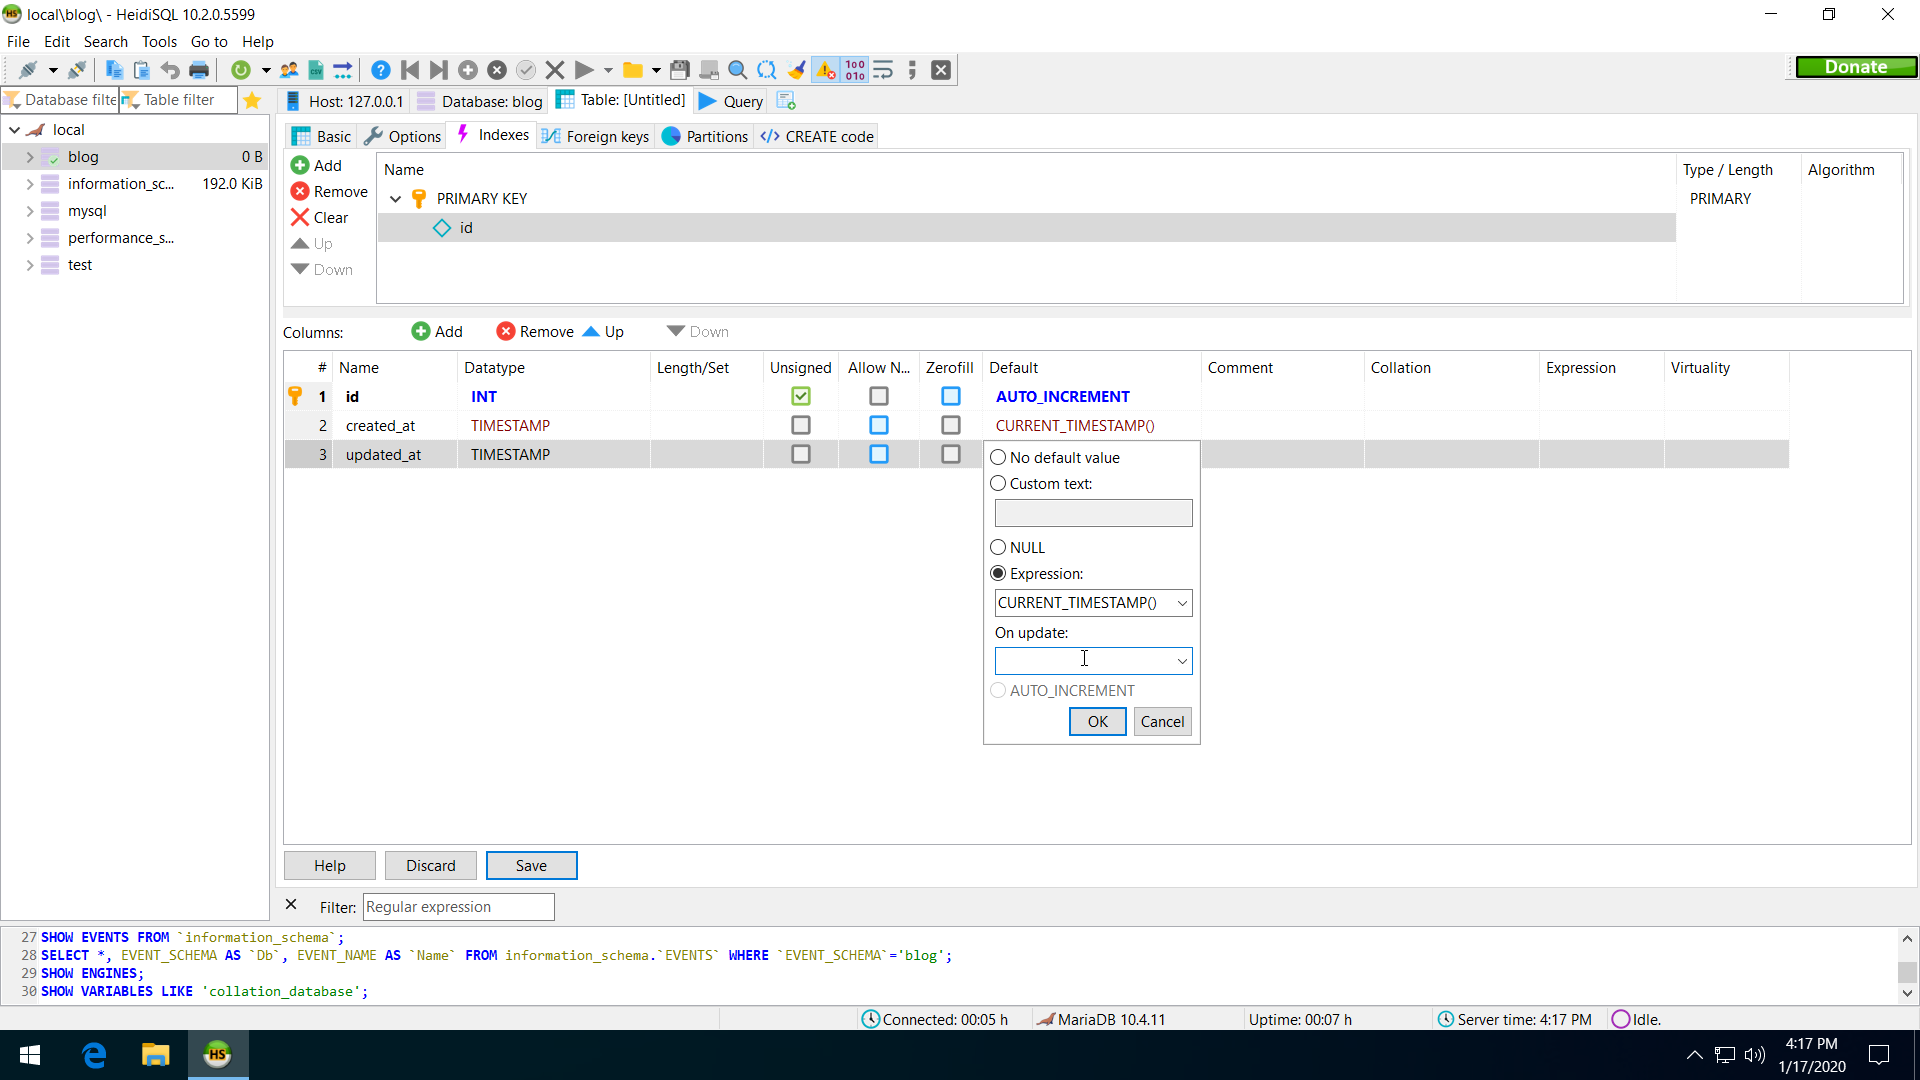 local\blog\ - HeidiSQL 10.2.0.5599
File Edit Search Tools Go to Help
Donate
Database filte Table filter
Host: 127.0.0.1 Database: blog Table: [Untitled] Query
local
blog 0 B
information_sc... 192.0 KiB
mysql
performance_s...
test
Basic Options Indexes Foreign keys Partitions CREATE code
Add
Remove
Clear
Up
Down
Name Type / Length Algorithm
PRIMARY KEY PRIMARY
id
Columns: Add Remove Up Down
# Name Datatype Length/Set Unsigned Allow N... Zerofill Default Comment Collation Expression Virtuality
1 id INT AUTO_INCREMENT
2 created_at TIMESTAMP CURRENT_TIMESTAMP()
3 updated_at TIMESTAMP
No default value
Custom text:
NULL
Expression:
CURRENT_TIMESTAMP()
On update:
AUTO_INCREMENT
OK Cancel
Help Discard Save
Filter: Regular expression
27 SHOW EVENTS FROM `information_schema`;
28 SELECT *, EVENT_SCHEMA AS `Db`, EVENT_NAME AS `Name` FROM information_schema.`EVENTS` WHERE `EVENT_SCHEMA`='blog';
29 SHOW ENGINES;
30 SHOW VARIABLES LIKE 'collation_database';
Connected: 00:05 h MariaDB 10.4.11 Uptime: 00:07 h Server time: 4:17 PM Idle.
HS
4:17 PM
1/17/2020